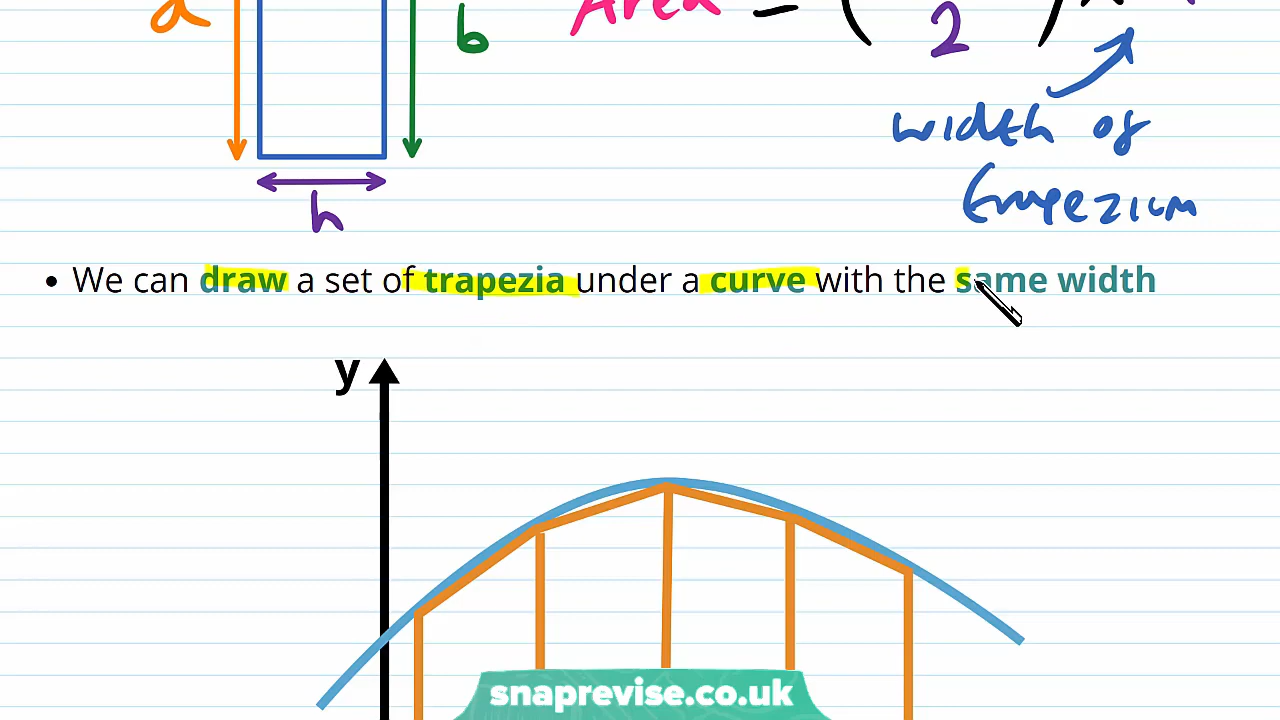 a
b
Area = ( 2 ) x
width of
trapezium
h
• We can draw a set of trapezia under a curve with the same width
y
snaprevise.co.uk